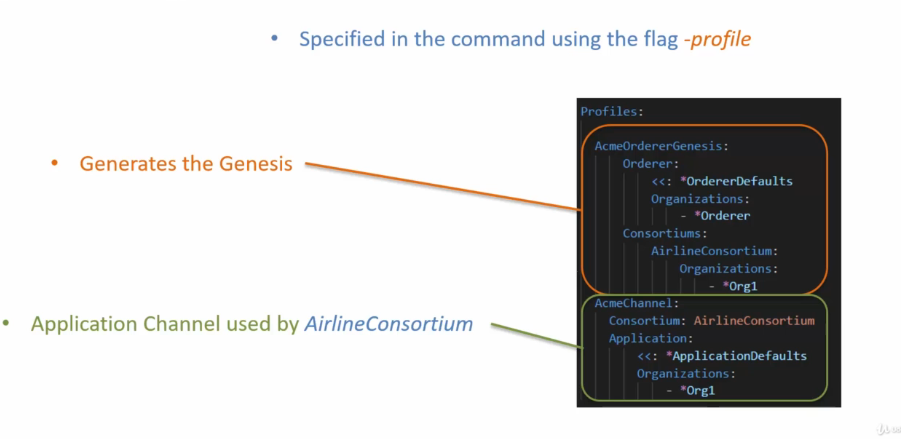 • Specified in the command using the flag -profile
Profiles:
AcmeOrdererGenesis:
Orderer:
<<: *OrdererDefaults
Organizations:
- *Orderer
Consortiums:
AirlineConsortium:
Organizations:
- *Org1
AcmeChannel:
Consortium: AirlineConsortium
Application:
<<: *ApplicationDefaults
Organizations:
- *Org1
• Generates the Genesis
• Application Channel used by AirlineConsortium